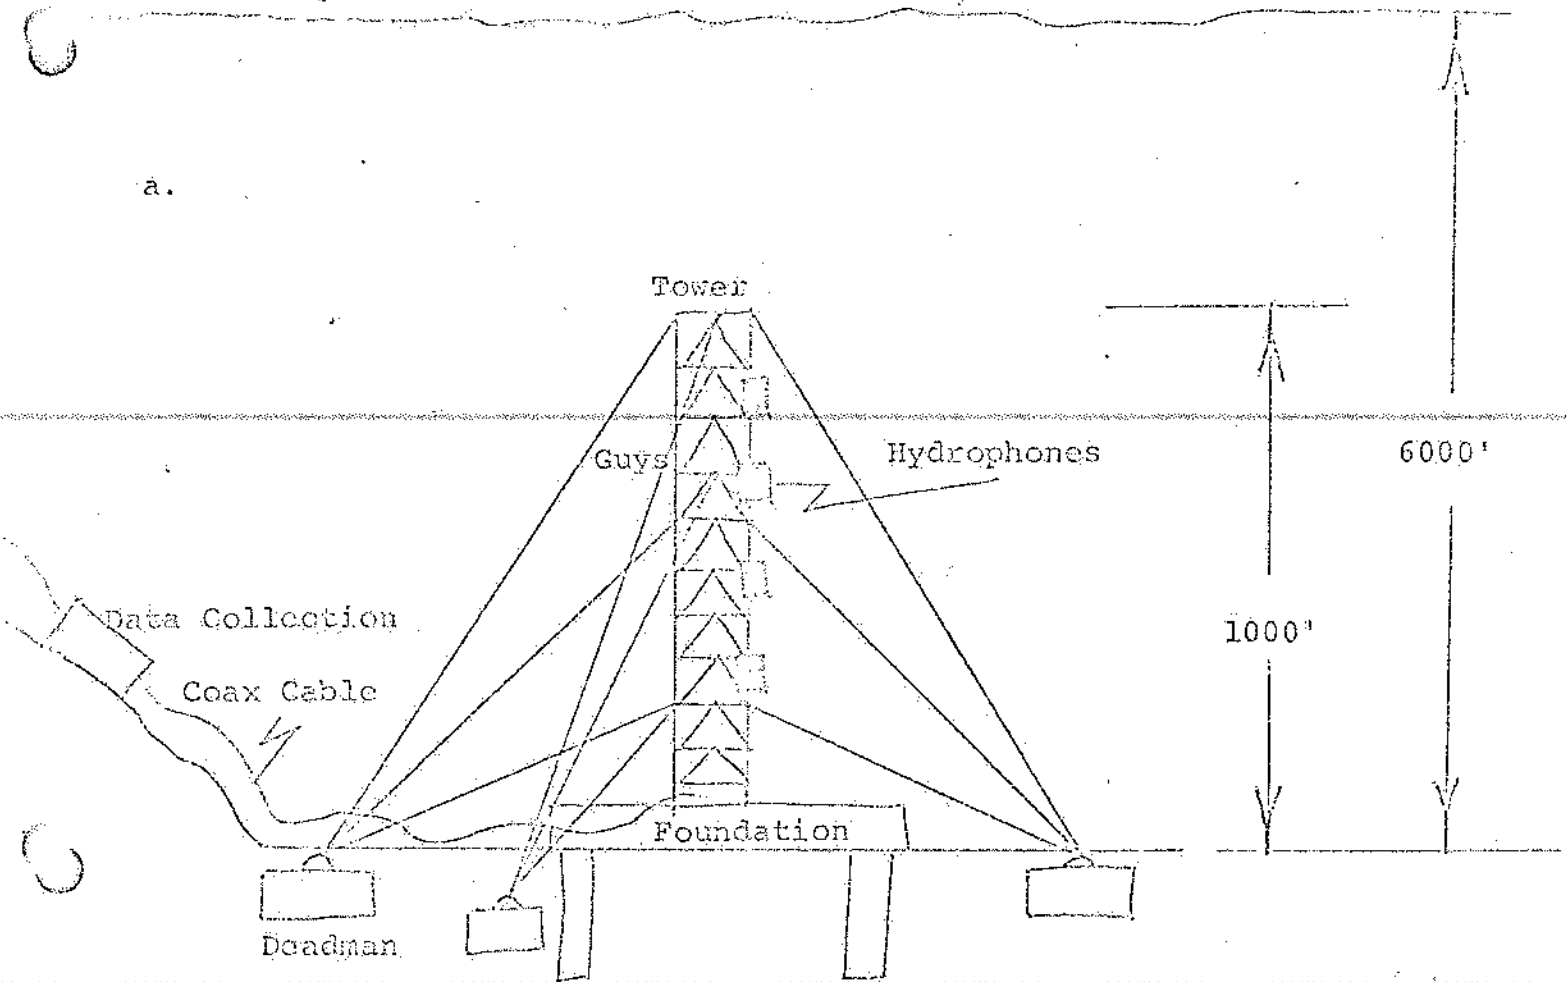 a.
Tower
Guys
Hydrophones
6000'
Data Collection
1000'
Coax Cable
Foundation
Deadman